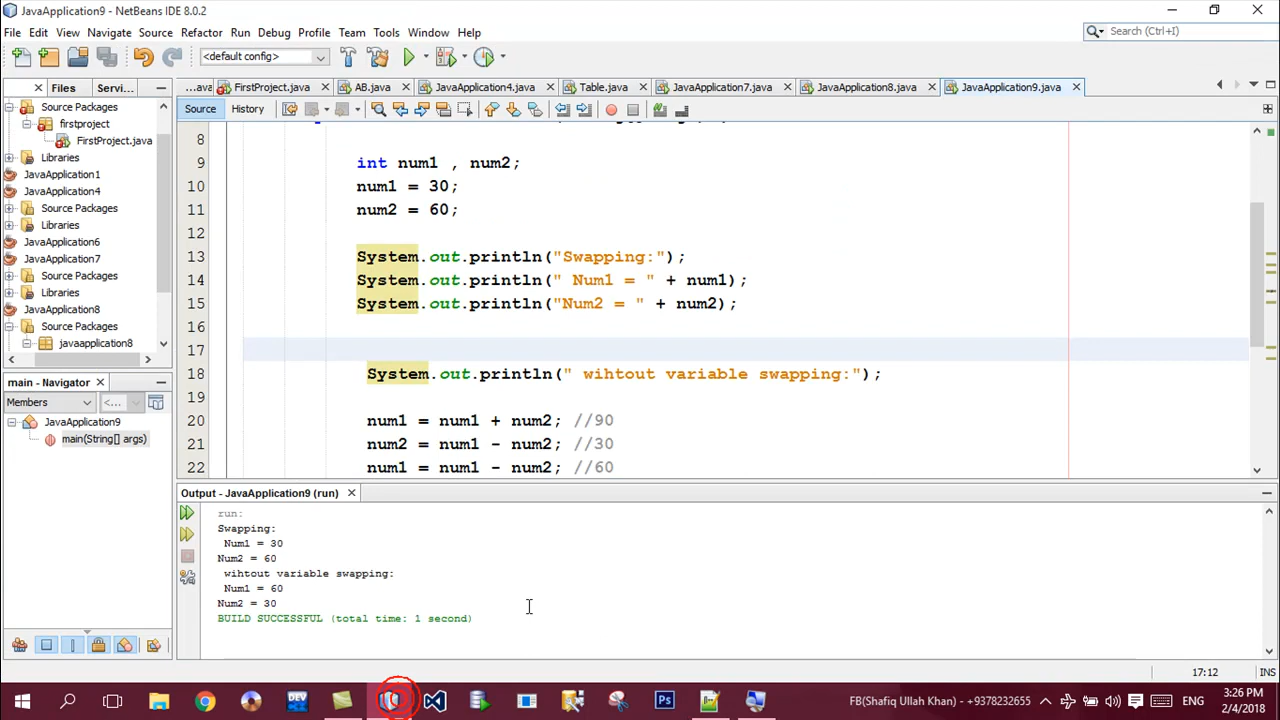 JavaApplication9 - NetBeans IDE 8.0.2
File Edit View Navigate Source Refactor Run Debug Profile Team Tools Window Help
Search (Ctrl+I)
<default config>
Files Servi...
...ava FirstProject.java AB.java JavaApplication4.java Table.java JavaApplication7.java JavaApplication8.java JavaApplication9.java
Source History
Source Packages
firstproject
FirstProject.java
Libraries
JavaApplication1
JavaApplication4
Source Packages
Libraries
JavaApplication6
JavaApplication7
Source Packages
Libraries
JavaApplication8
Source Packages
javaapplication8
main - Navigator
Members <...
JavaApplication9
main(String[] args)
8
9 int num1 , num2;
10 num1 = 30;
11 num2 = 60;
12
13 System.out.println("Swapping:");
14 System.out.println(" Num1 = " + num1);
15 System.out.println("Num2 = " + num2);
16
17
18 System.out.println(" wihtout variable swapping:");
19
20 num1 = num1 + num2; //90
21 num2 = num1 - num2; //30
22 num1 = num1 - num2; //60
Output - JavaApplication9 (run)
run:
Swapping:
Num1 = 30
Num2 = 60
wihtout variable swapping:
Num1 = 60
Num2 = 30
BUILD SUCCESSFUL (total time: 1 second)
17:12 INS
DEV
Ps
FB(Shafiq Ullah Khan) - +9378232655
ENG
3:26 PM
2/4/2018